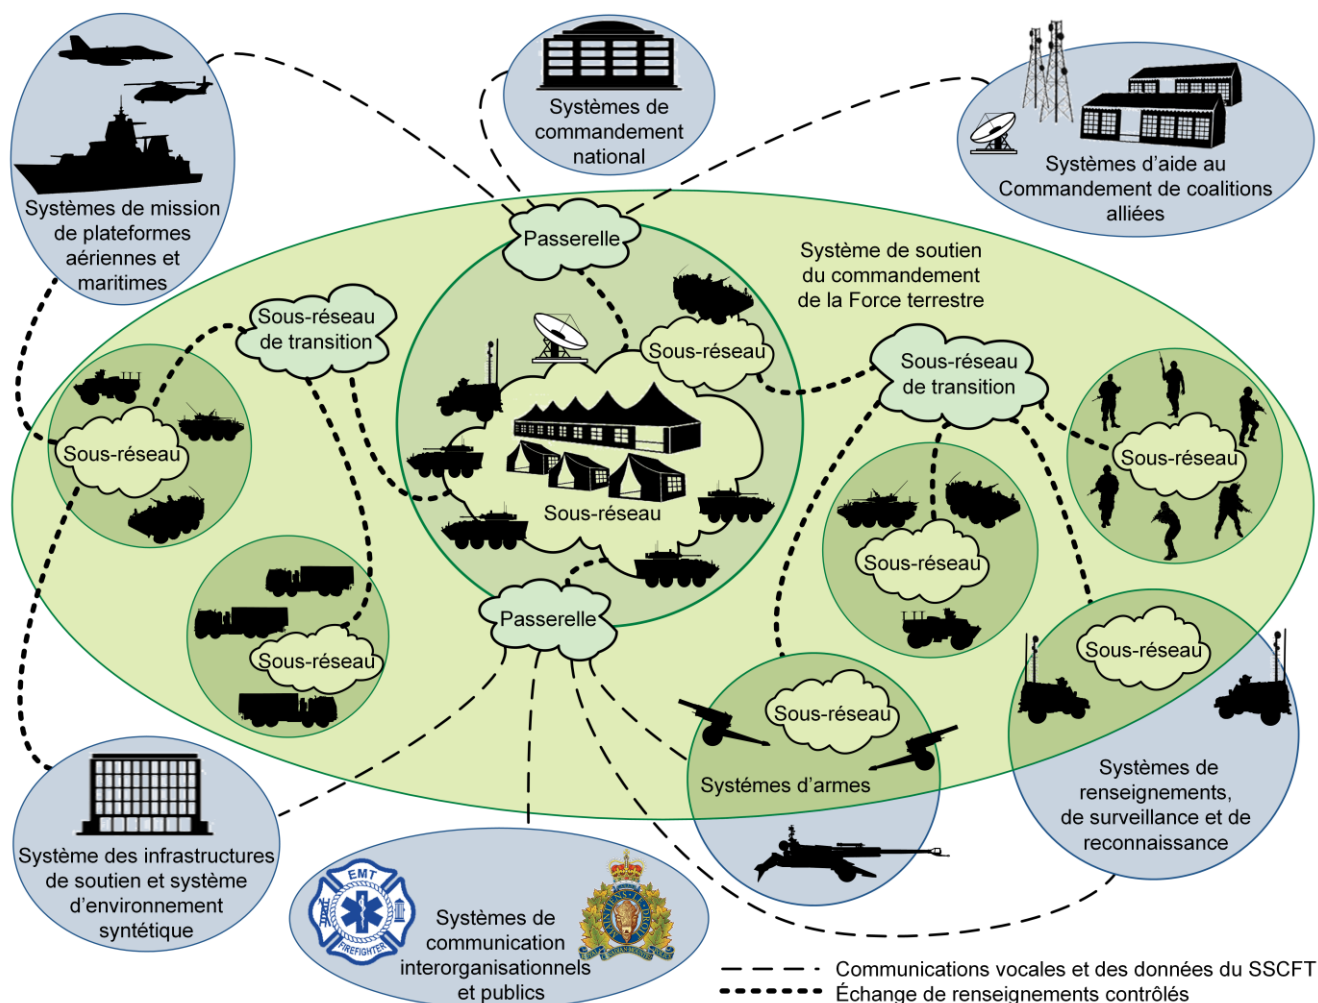 Systèmes de
commandement
national
Systèmes d'aide au
Commandement de coalitions
alliées
Systèmes de mission
de plateformes
aériennes et
maritimes
Passerelle
Système de soutien
du commandement
de la Force terrestre
Sous-réseau
de transition
Sous-réseau
Sous-réseau
de transition
Sous-réseau
Sous-réseau
Sous-réseau
Sous-réseau
Passerelle
Sous-réseau
Sous-réseau
Sous-réseau
Systémes d'armes
Systèmes de
renseignements,
de surveillance et de
reconnaissance
Système des infrastructures
de soutien et système
d'environnement
syntétique
EMT
FIREFIGHTER
Systèmes de
communication
interorganisationnels
et publics
Communications vocales et des données du SSCFT
Échange de renseignements contrôlés